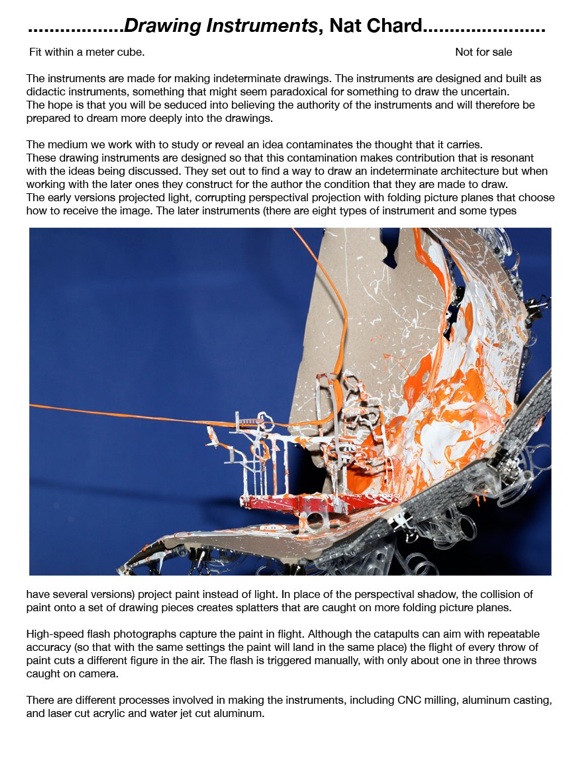 ..................Drawing Instruments, Nat Chard.......................
Fit within a meter cube. Not for sale
The instruments are made for making indeterminate drawings. The instruments are designed and built as
didactic instruments, something that might seem paradoxical for something to draw the uncertain.
The hope is that you will be seduced into believing the authority of the instruments and will therefore be
prepared to dream more deeply into the drawings.
The medium we work with to study or reveal an idea contaminates the thought that it carries.
These drawing instruments are designed so that this contamination makes contribution that is resonant
with the ideas being discussed. They set out to find a way to draw an indeterminate architecture but when
working with the later ones they construct for the author the condition that they are made to draw.
The early versions projected light, corrupting perspectival projection with folding picture planes that choose
how to receive the image. The later instruments (there are eight types of instrument and some types
have several versions) project paint instead of light. In place of the perspectival shadow, the collision of
paint onto a set of drawing pieces creates splatters that are caught on more folding picture planes.
High-speed flash photographs capture the paint in flight. Although the catapults can aim with repeatable
accuracy (so that with the same settings the paint will land in the same place) the flight of every throw of
paint cuts a different figure in the air. The flash is triggered manually, with only about one in three throws
caught on camera.
There are different processes involved in making the instruments, including CNC milling, aluminum casting,
and laser cut acrylic and water jet cut aluminum.